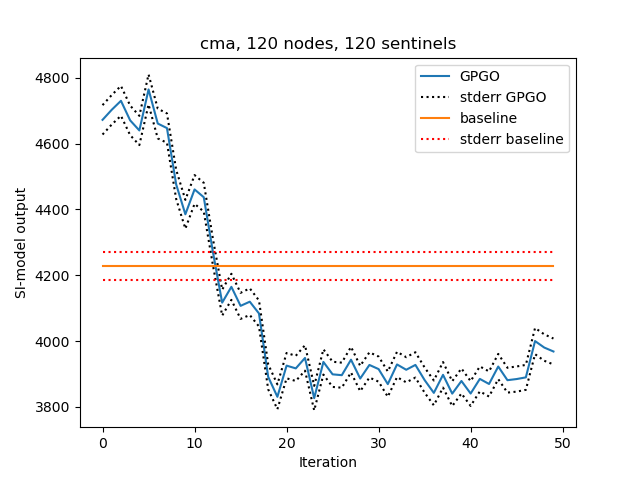 cma, 120 nodes, 120 sentinels
GPGO
stderr GPGO
baseline
stderr baseline
SI-model output
4800
4600
4400
4200
4000
3800
0 10 20 30 40 50
Iteration